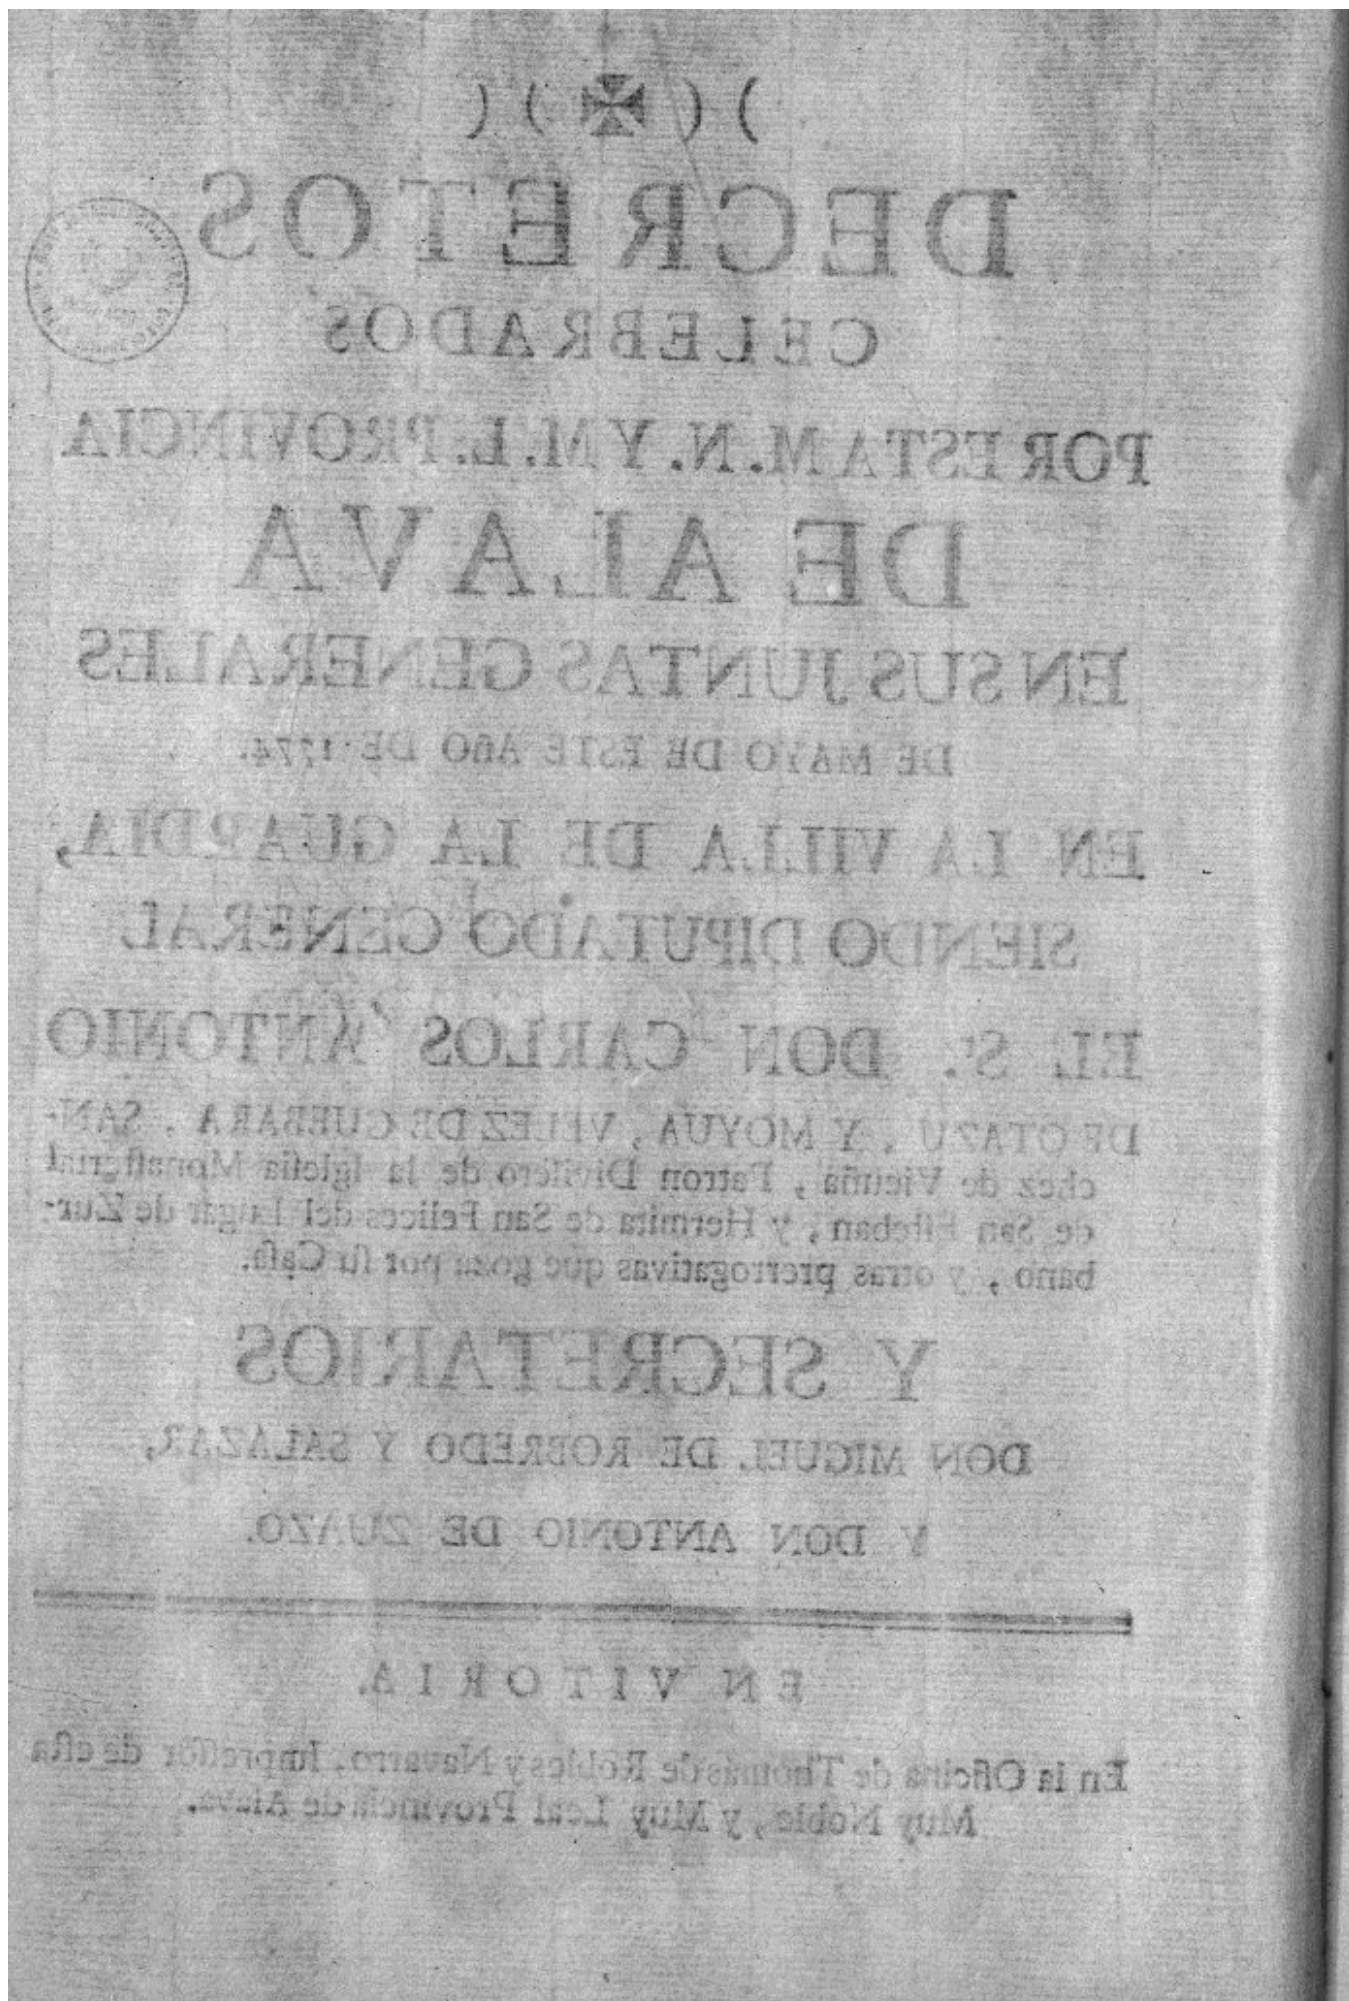 )( ✠ )(
DECRETOS
CELEBRADOS
POR ESTA M. N. Y M. L. PROVINCIA
DE ALAVA
EN SUS JUNTAS GENERALES
DE MAYO DE ESTE AñO DE 1774.
EN LA VILLA DE LA GUARDIA,
SIENDO DIPUTADO GENERAL
EL Sr. DON CARLOS ANTONIO
DE OTAZU, Y MOYUA, VELEZ DE GUEBARA, SAN-
chez de Vicuña, Patron Diviſero de la Igleſia Monaſterial
de San Eſteban, y Hermita de San Felices del Lugar de Zur-
bano, y otras prerrogativas que goza por ſu Caſa.
Y SECRETARIOS
DON MIGUEL DE ROBREDO Y SALAZAR,
Y DON ANTONIO DE ZUAZO.
EN VITORIA.
En la Oficina de Thomás de Robles y Navarro, Impreſſor de eſta
Muy Noble, y Muy Leal Provincia de Alava.